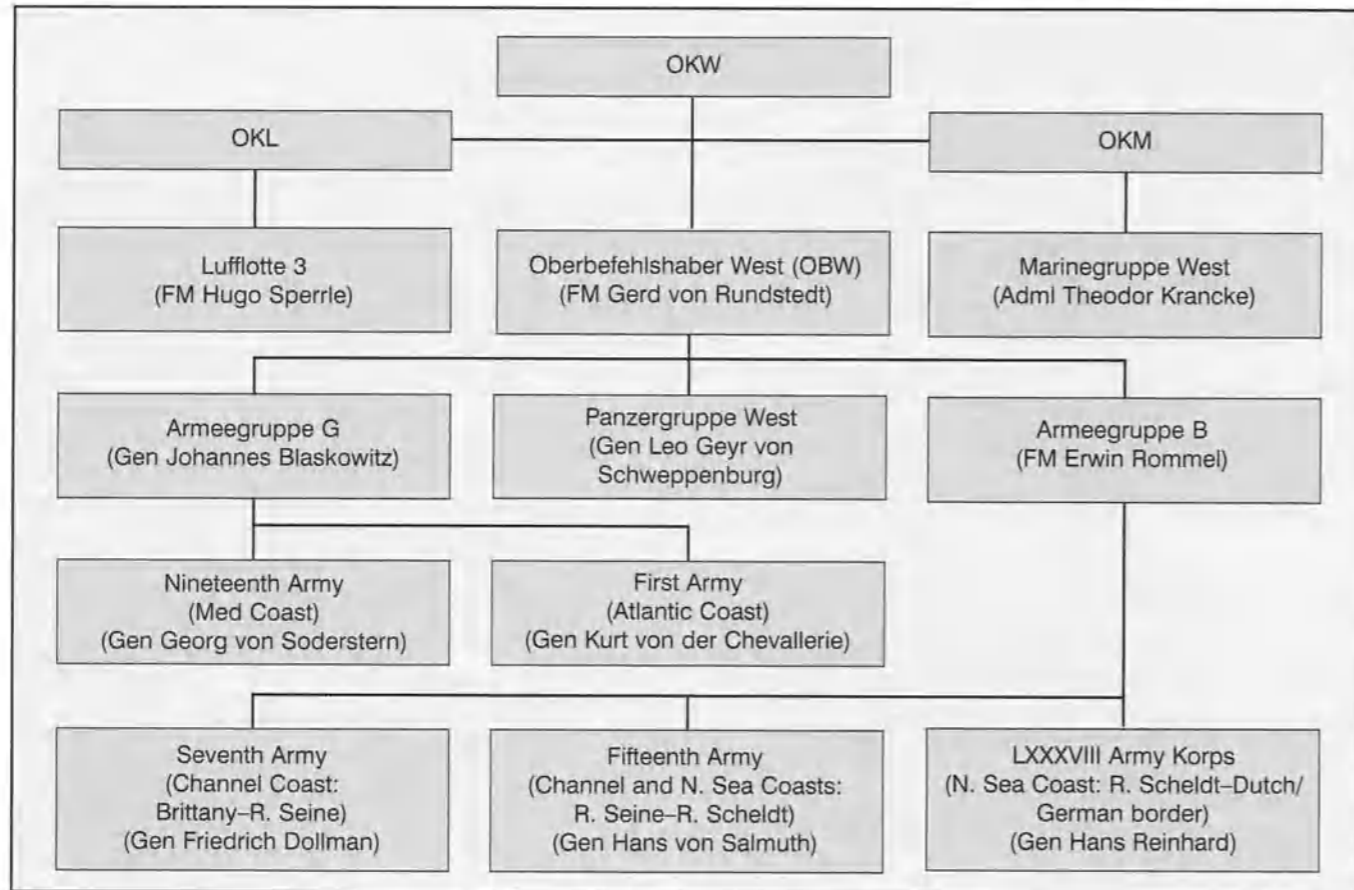 OKW
OKL
OKM
Lufflotte 3
(FM Hugo Sperrle)
Oberbefehlshaber West (OBW)
(FM Gerd von Rundstedt)
Marinegruppe West
(Adml Theodor Krancke)
Armeegruppe G
(Gen Johannes Blaskowitz)
Panzergruppe West
(Gen Leo Geyr von
Schweppenburg)
Armeegruppe B
(FM Erwin Rommel)
Nineteenth Army
(Med Coast)
(Gen Georg von Soderstern)
First Army
(Atlantic Coast)
(Gen Kurt von der Chevallerie)
Seventh Army
(Channel Coast:
Brittany–R. Seine)
(Gen Friedrich Dollman)
Fifteenth Army
(Channel and N. Sea Coasts:
R. Seine–R. Scheldt)
(Gen Hans von Salmuth)
LXXXVIII Army Korps
(N. Sea Coast: R. Scheldt–Dutch/
German border)
(Gen Hans Reinhard)